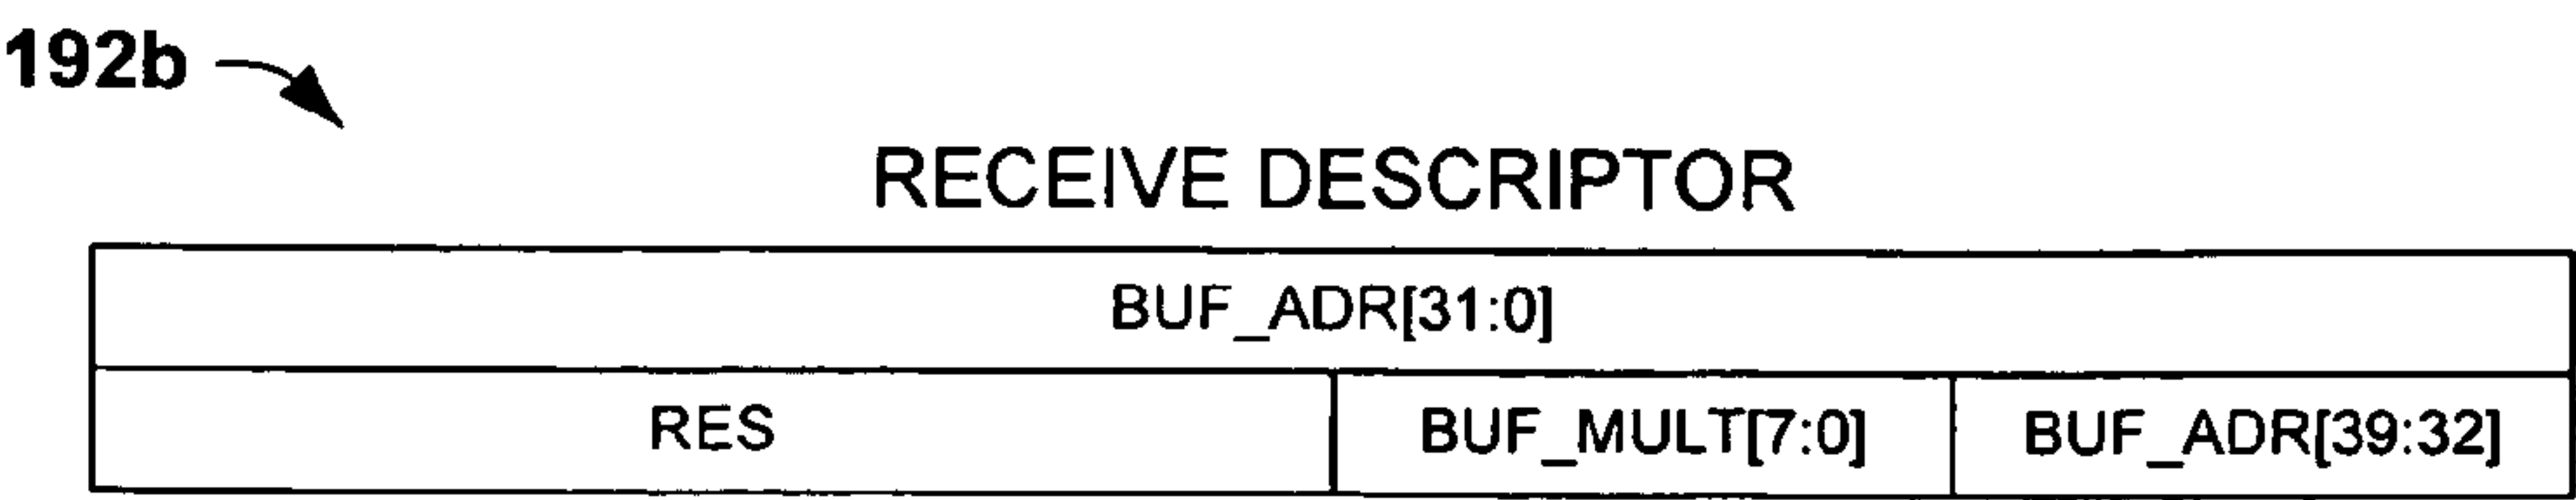 192b
RECEIVE DESCRIPTOR
BUF_ADR[31:0]
RES BUF_MULT[7:0] BUF_ADR[39:32]